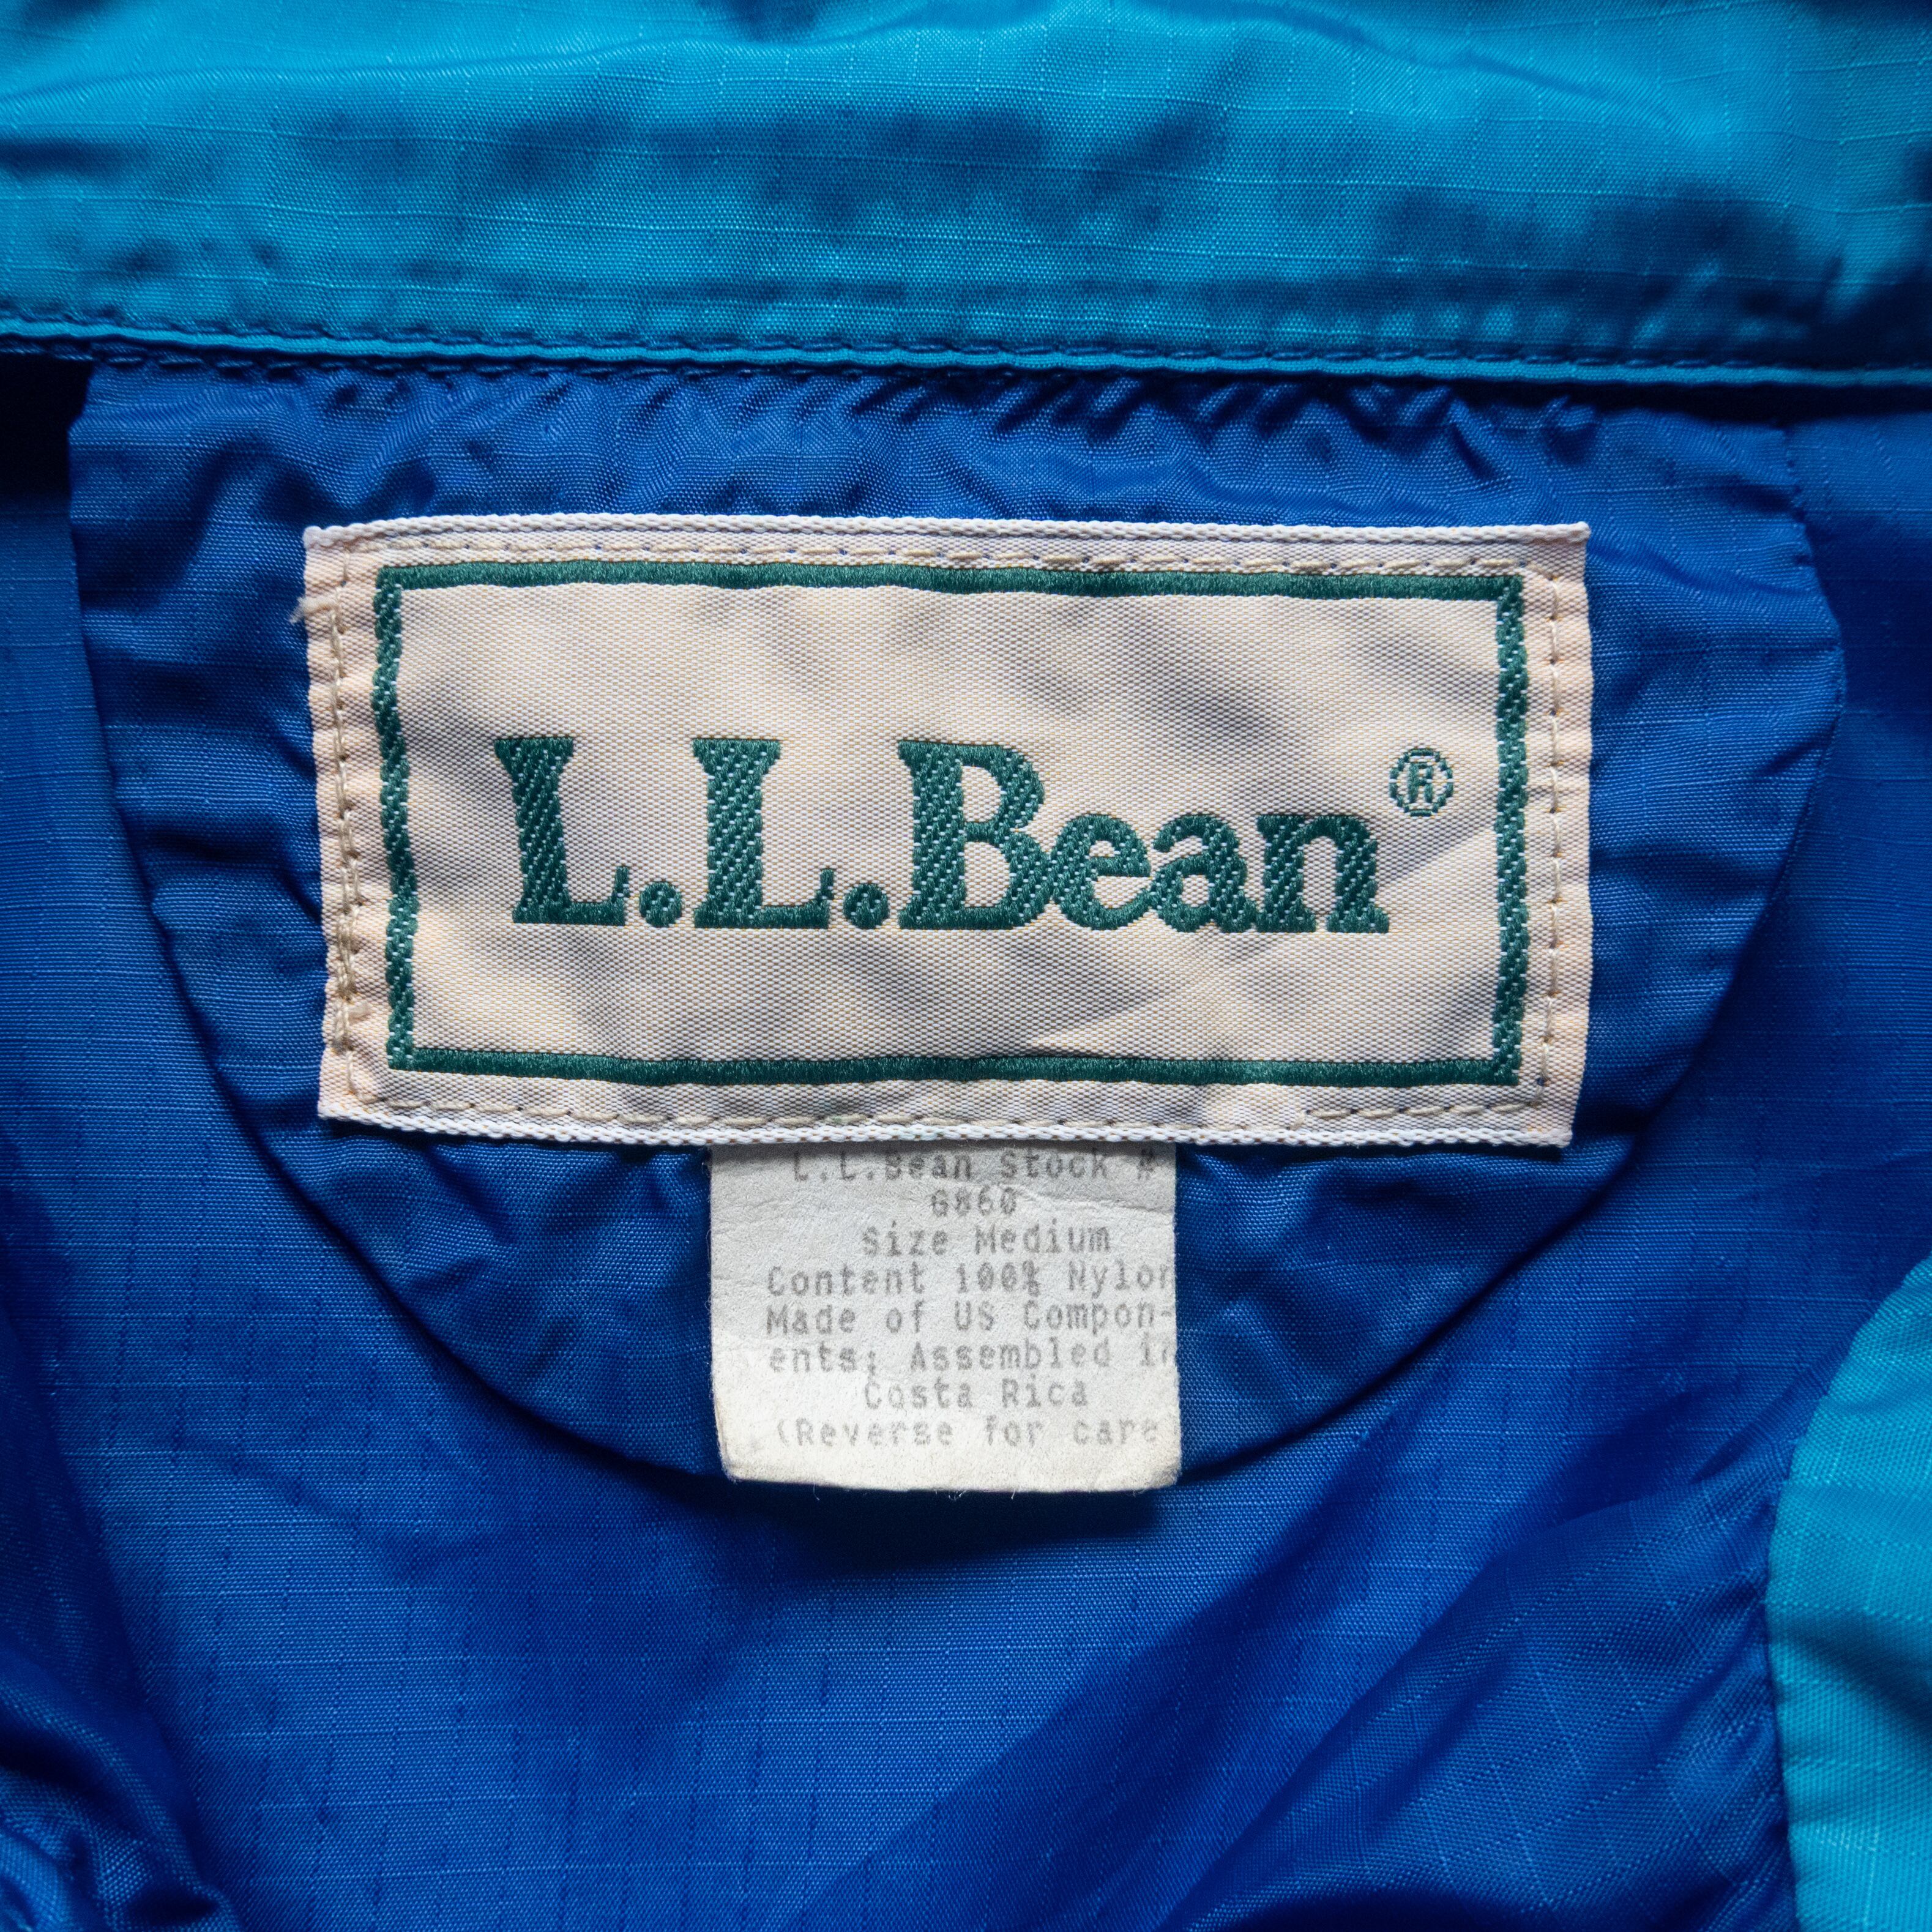 L.L.Bean®
L.L.Bean Stock #
G860
Size Medium
Content 100% Nylon
Made of US Compon-
ents; Assembled in
Costa Rica
(Reverse for care